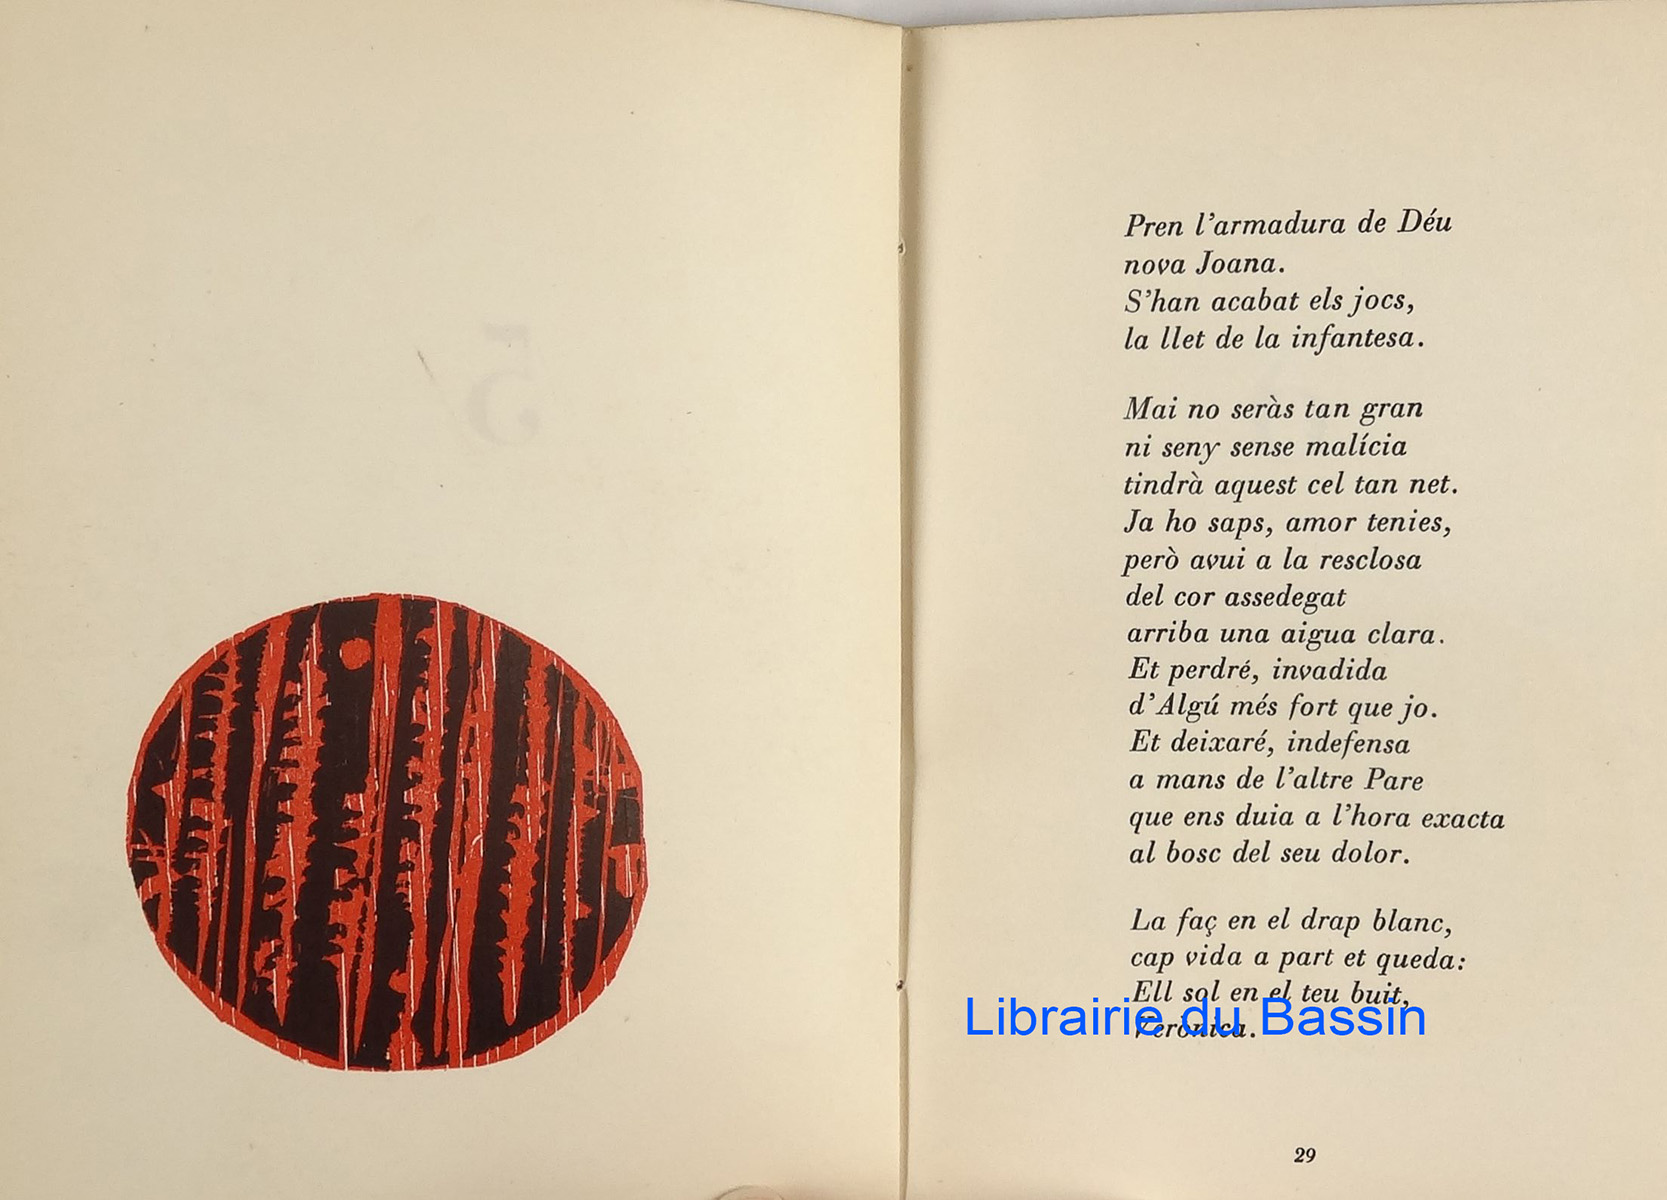 5
Pren l'armadura de Déu
nova Joana.
S'han acabat els jocs,
la llet de la infantesa.
Mai no seràs tan gran
ni seny sense malícia
tindrà aquest cel tan net.
Ja ho saps, amor tenies,
però avui a la resclosa
del cor assedegat
arriba una aigua clara.
Et perdré, invadida
d'Algú més fort que jo.
Et deixaré, indefensa
a mans de l'altre Pare
que ens duia a l'hora exacta
al bosc del seu dolor.
La faç en el drap blanc,
cap vida a part et queda:
Ell sol en el teu buit,
Verònica.
Librairie du Bassin
29